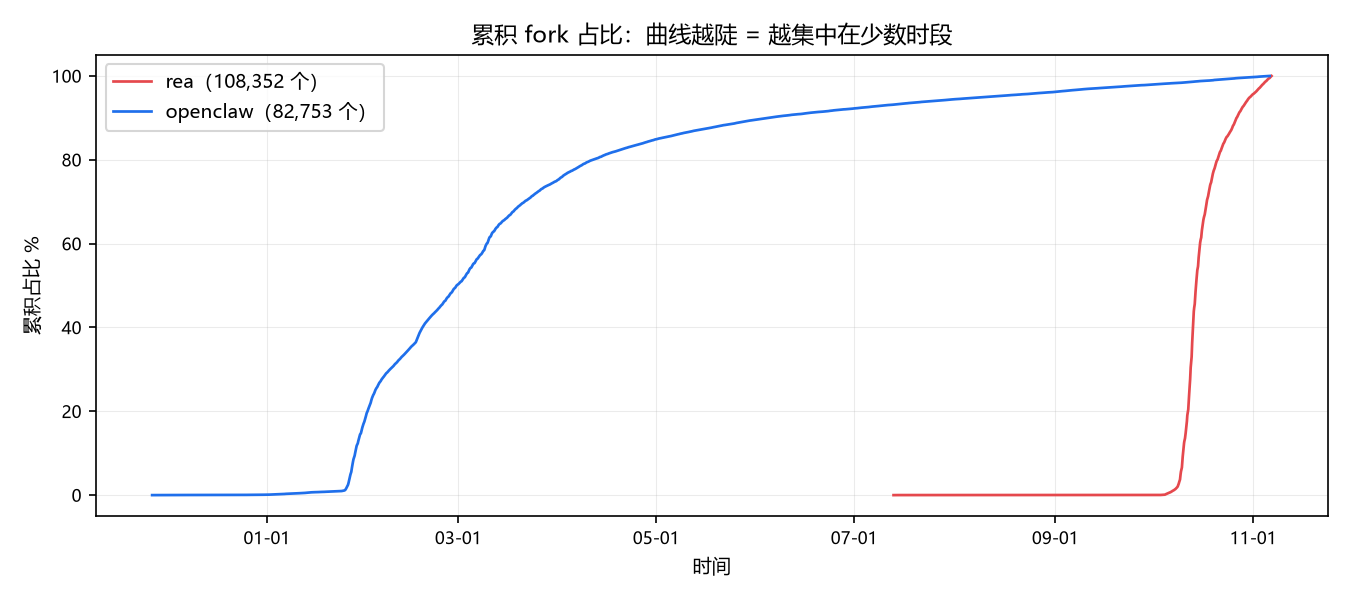 累积 fork 占比：曲线越陡 = 越集中在少数时段
rea（108,352 个）
openclaw（82,753 个）
累积占比 %
100
80
60
40
20
0
01-01
03-01
05-01
07-01
09-01
11-01
时间